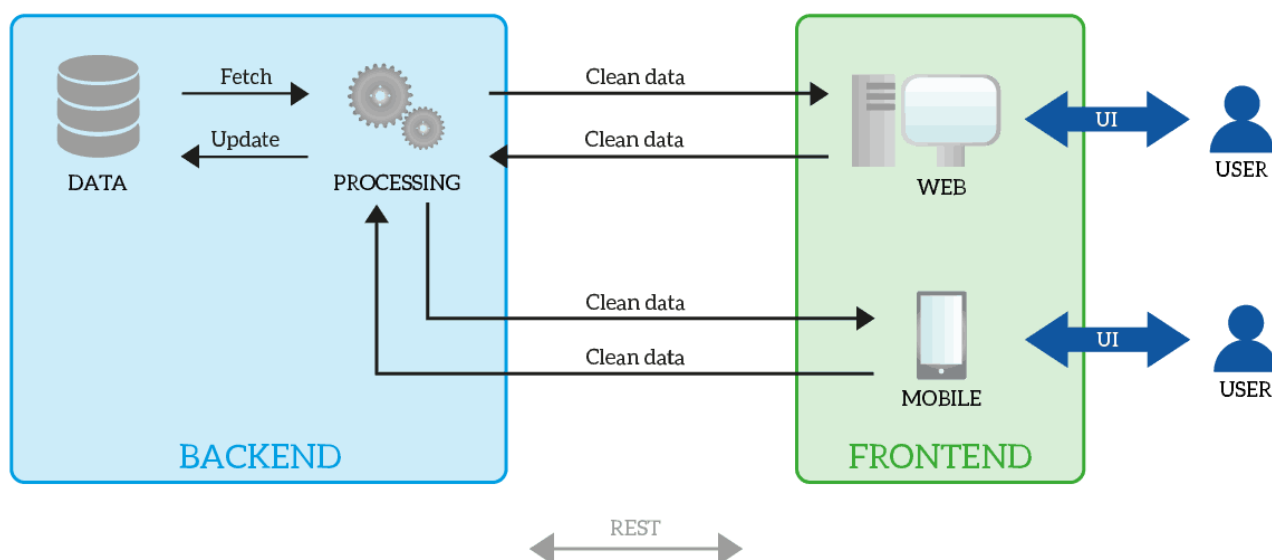 Fetch
Update
DATA
PROCESSING
Clean data
Clean data
WEB
UI
USER
Clean data
Clean data
MOBILE
UI
USER
BACKEND
FRONTEND
REST